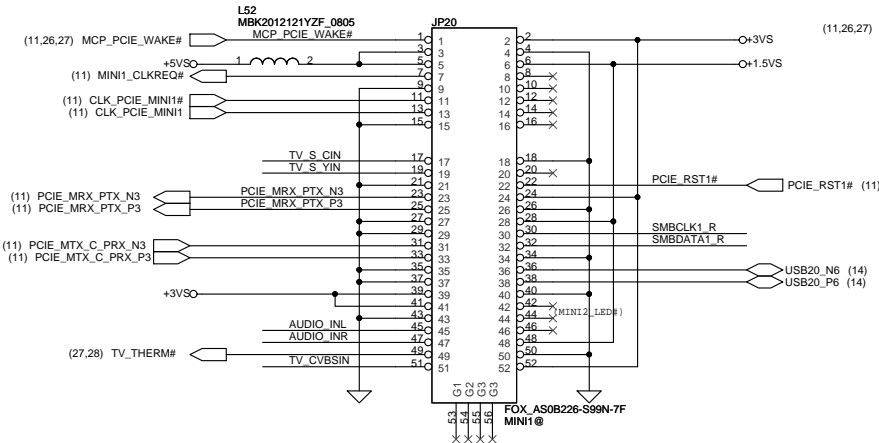 L52
MBK2012121YZF_0805
JP20
(11,26,27) MCP_PCIE_WAKE# MCP_PCIE_WAKE# 1 1 2 2 +3VS (11,26,27)
3 3 4 4
+5VS 1 2 5 5 6 6 +1.5VS
(11) MINI1_CLKREQ# 7 7 8 8
9 9 10 10
(11) CLK_PCIE_MINI1# 11 11 12 12
(11) CLK_PCIE_MINI1 13 13 14 14
15 15 16 16
TV_S_CIN 17 17 18 18
TV_S_YIN 19 19 20 20
21 21 22 22 PCIE_RST1# PCIE_RST1# (11)
(11) PCIE_MRX_PTX_N3 PCIE_MRX_PTX_N3 23 23 24 24
(11) PCIE_MRX_PTX_P3 PCIE_MRX_PTX_P3 25 25 26 26
27 27 28 28
29 29 30 30 SMBCLK1_R
(11) PCIE_MTX_C_PRX_N3 31 31 32 32 SMBDATA1_R
(11) PCIE_MTX_C_PRX_P3 33 33 34 34
35 35 36 36 USB20_N6 (14)
37 37 38 38 USB20_P6 (14)
+3VS 39 39 40 40
41 41 42 42
(MINI2_LED#)
43 43 44 44
AUDIO_INL 45 45 46 46
AUDIO_INR 47 47 48 48
(27,28) TV_THERM# 49 49 50 50
TV_CVBSIN 51 51 52 52
G1 G2 G3 G3
53 54 55 56
FOX_AS0B226-S99N-7F
MINI1@